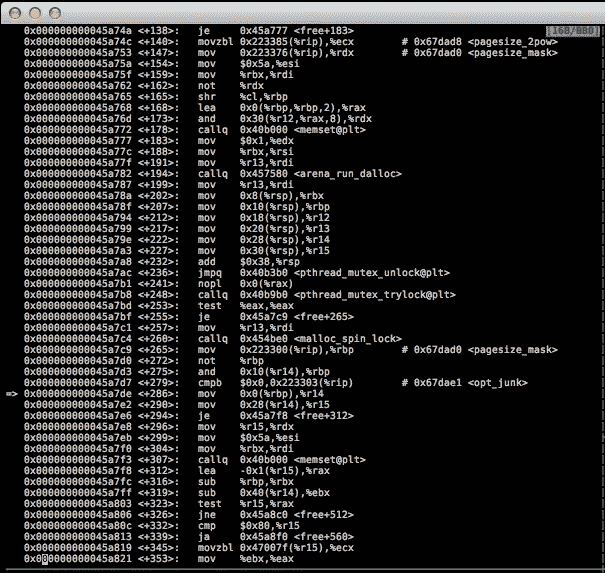 0x000000000045a74a <+138>: je 0x45a777 <free+183> [168/880]
0x000000000045a74c <+140>: movzbl 0x223385(%rip),%ecx # 0x67dad8 <pagesize_2pow>
0x000000000045a753 <+147>: mov 0x223376(%rip),%rdx # 0x67dad0 <pagesize_mask>
0x000000000045a75a <+154>: mov $0x5a,%esi
0x000000000045a75f <+159>: mov %rbx,%rdi
0x000000000045a762 <+162>: not %rdx
0x000000000045a765 <+165>: shr %cl,%rbp
0x000000000045a768 <+168>: lea 0x0(%rbp,%rbp,2),%rax
0x000000000045a76d <+173>: and 0x30(%r12,%rax,8),%rdx
0x000000000045a772 <+178>: callq 0x40b000 <memset@plt>
0x000000000045a777 <+183>: mov $0x1,%edx
0x000000000045a77c <+188>: mov %rbx,%rsi
0x000000000045a77f <+191>: mov %r13,%rdi
0x000000000045a782 <+194>: callq 0x457580 <arena_run_dalloc>
0x000000000045a787 <+199>: mov %r13,%rdi
0x000000000045a78a <+202>: mov 0x8(%rsp),%rbx
0x000000000045a78f <+207>: mov 0x10(%rsp),%rbp
0x000000000045a794 <+212>: mov 0x18(%rsp),%r12
0x000000000045a799 <+217>: mov 0x20(%rsp),%r13
0x000000000045a79e <+222>: mov 0x28(%rsp),%r14
0x000000000045a7a3 <+227>: mov 0x30(%rsp),%r15
0x000000000045a7a8 <+232>: add $0x38,%rsp
0x000000000045a7ac <+236>: jmpq 0x40b3b0 <pthread_mutex_unlock@plt>
0x000000000045a7b1 <+241>: nopl 0x0(%rax)
0x000000000045a7b8 <+248>: callq 0x40b9b0 <pthread_mutex_trylock@plt>
0x000000000045a7bd <+253>: test %eax,%eax
0x000000000045a7bf <+255>: je 0x45a7c9 <free+265>
0x000000000045a7c1 <+257>: mov %r13,%rdi
0x000000000045a7c4 <+260>: callq 0x454be0 <malloc_spin_lock>
0x000000000045a7c9 <+265>: mov 0x223300(%rip),%rbp # 0x67dad0 <pagesize_mask>
0x000000000045a7d0 <+272>: not %rbp
0x000000000045a7d3 <+275>: and 0x10(%r14),%rbp
0x000000000045a7d7 <+279>: cmpb $0x0,0x223303(%rip) # 0x67dae1 <opt_junk>
=> 0x000000000045a7de <+286>: mov 0x0(%rbp),%r14
0x000000000045a7e2 <+290>: mov 0x28(%r14),%r15
0x000000000045a7e6 <+294>: je 0x45a7f8 <free+312>
0x000000000045a7e8 <+296>: mov %r15,%rdx
0x000000000045a7eb <+299>: mov $0x5a,%esi
0x000000000045a7f0 <+304>: mov %rbx,%rdi
0x000000000045a7f3 <+307>: callq 0x40b000 <memset@plt>
0x000000000045a7f8 <+312>: lea -0x1(%r15),%rax
0x000000000045a7fc <+316>: sub %rbp,%rbx
0x000000000045a7ff <+319>: sub 0x40(%r14),%ebx
0x000000000045a803 <+323>: test %r15,%rax
0x000000000045a806 <+326>: jne 0x45a8c0 <free+512>
0x000000000045a80c <+332>: cmp $0x80,%r15
0x000000000045a813 <+339>: ja 0x45a8f0 <free+560>
0x000000000045a819 <+345>: movzbl 0x47007f(%r15),%ecx
0x000000000045a821 <+353>: mov %ebx,%eax